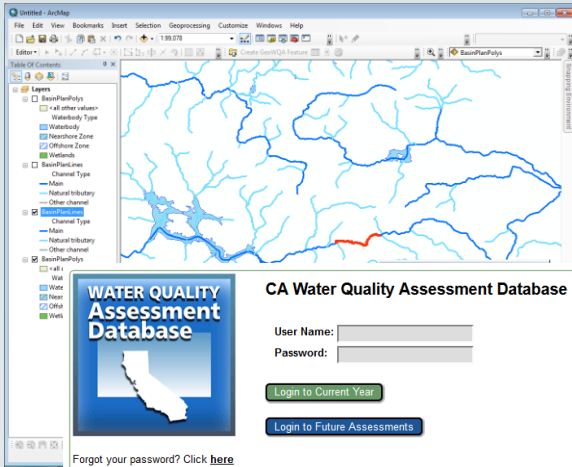 Untitled - ArcMap
File Edit View Bookmarks Insert Selection Geoprocessing Customize Windows Help
1:99,078
Editor
Create GeoWQA Feature
BasinPlanPolys
Table Of Contents
Snapping Environment
Layers
BasinPlanPolys
<all other values>
Waterbody Type
Waterbody
Nearshore Zone
Offshore Zone
Wetlands
BasinPlanLines
Channel Type
Main
Natural tributary
Other channel
BasinPlanLines
Channel Type
Main
Natural tributary
Other channel
BasinPlanPolys
WATER QUALITY
Assessment
Database
CA Water Quality Assessment Database
User Name:
Password:
Login to Current Year
Login to Future Assessments
Forgot your password? Click here